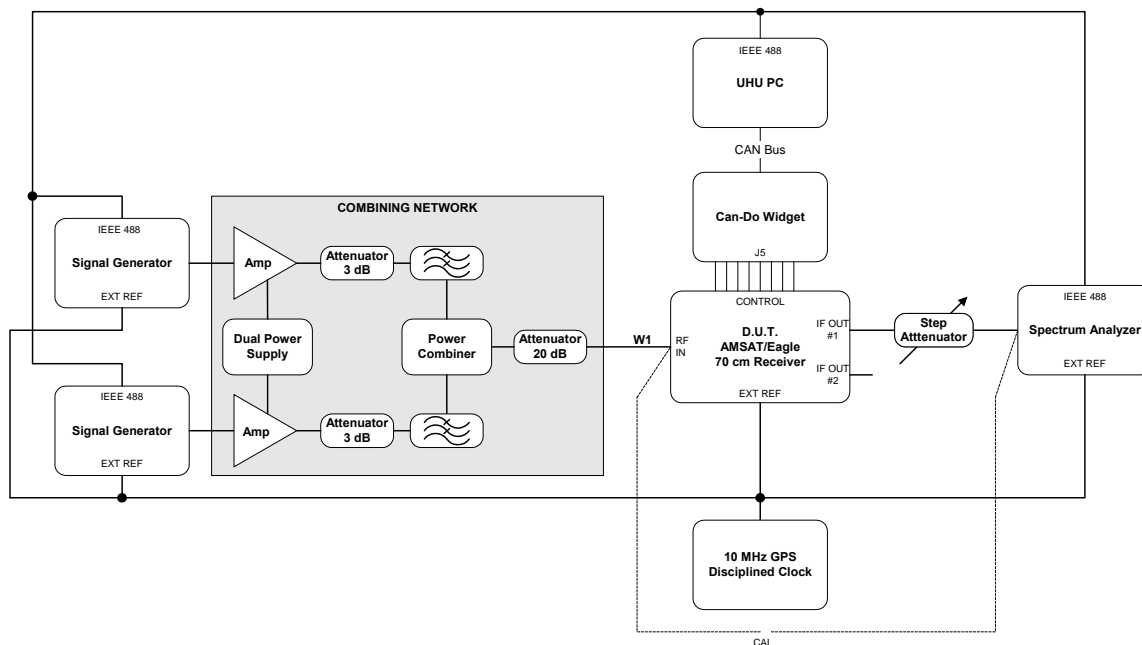 IEEE 488
UHU PC
CAN Bus
Can-Do Widget
J5
COMBINING NETWORK
IEEE 488
Signal Generator
EXT REF
Amp
Attenuator
3 dB
Dual Power
Supply
Power
Combiner
Attenuator
20 dB
W1
IEEE 488
Signal Generator
EXT REF
Amp
Attenuator
3 dB
CONTROL
RF
IN
D.U.T.
AMSAT/Eagle
70 cm Receiver
IF OUT
#1
IF OUT
#2
EXT REF
Step
Atttenuator
IEEE 488
Spectrum Analyzer
EXT REF
10 MHz GPS
Disciplined Clock
CAL